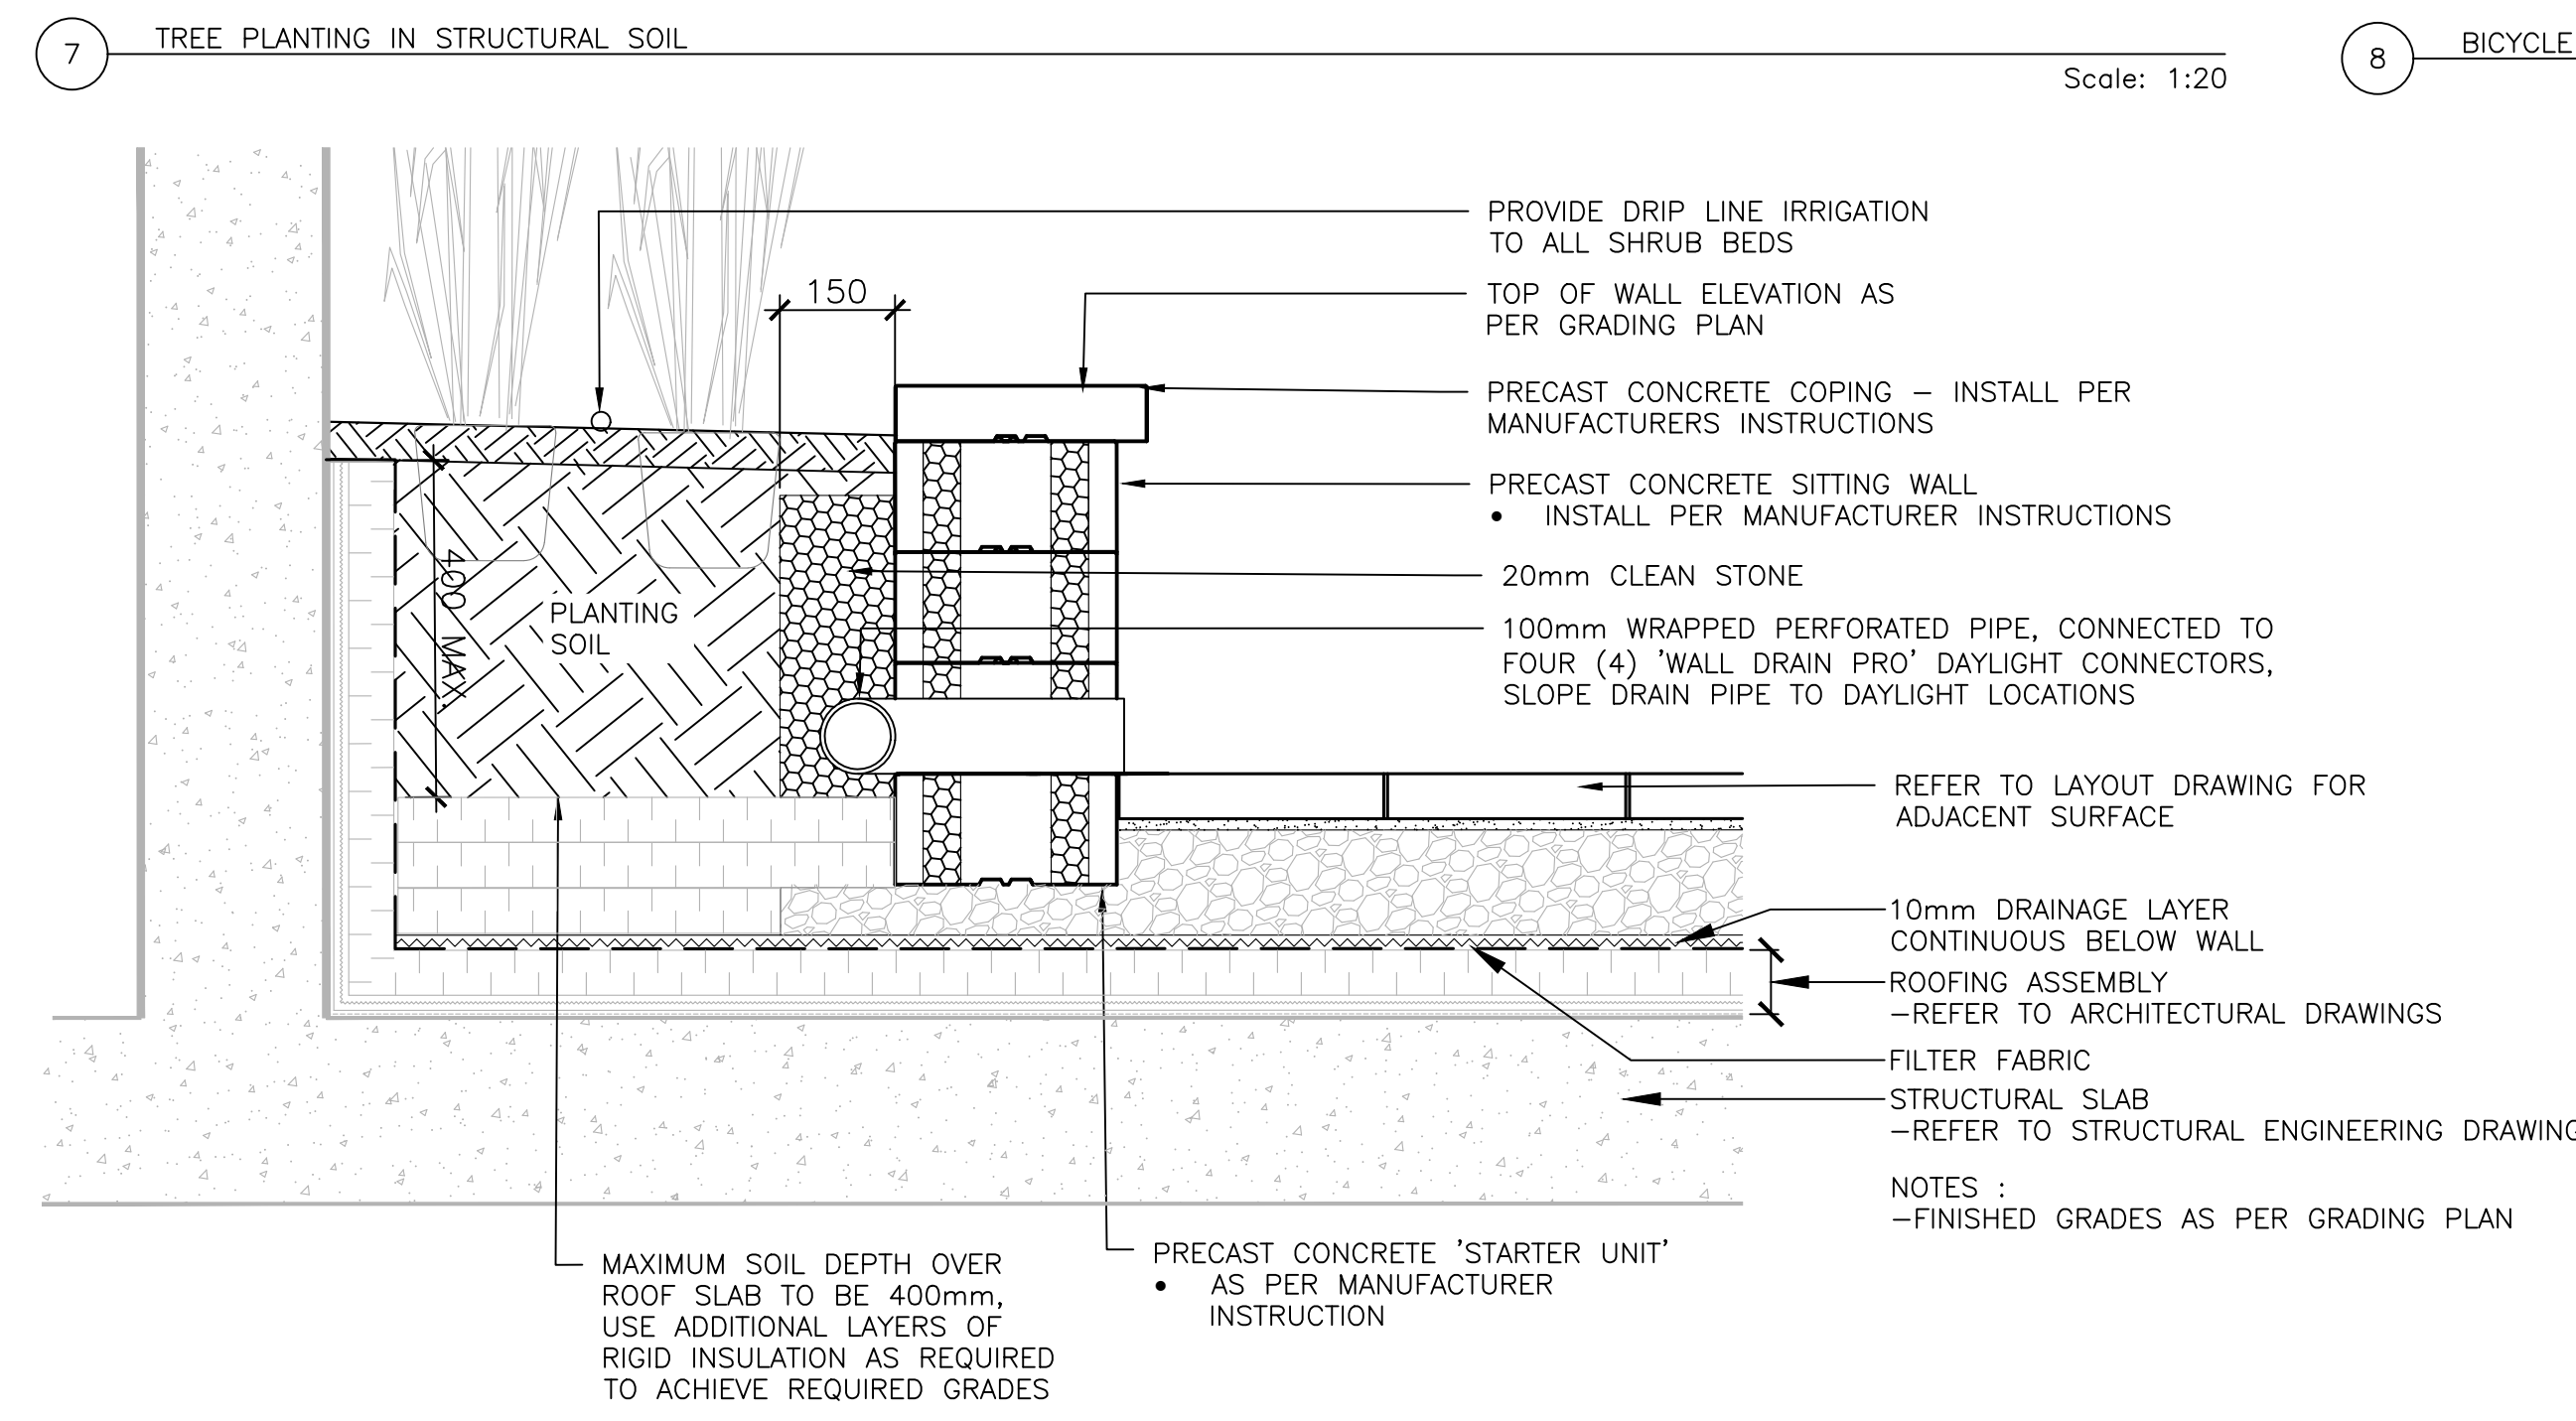 7
TREE PLANTING IN STRUCTURAL SOIL
Scale: 1:20
8
BICYCLE
PROVIDE DRIP LINE IRRIGATION
TO ALL SHRUB BEDS
150
TOP OF WALL ELEVATION AS
PER GRADING PLAN
PRECAST CONCRETE COPING – INSTALL PER
MANUFACTURERS INSTRUCTIONS
PRECAST CONCRETE SITTING WALL
• INSTALL PER MANUFACTURER INSTRUCTIONS
20mm CLEAN STONE
400 MAX.
PLANTING
SOIL
100mm WRAPPED PERFORATED PIPE, CONNECTED TO
FOUR (4) 'WALL DRAIN PRO' DAYLIGHT CONNECTORS,
SLOPE DRAIN PIPE TO DAYLIGHT LOCATIONS
REFER TO LAYOUT DRAWING FOR
ADJACENT SURFACE
10mm DRAINAGE LAYER
CONTINUOUS BELOW WALL
ROOFING ASSEMBLY
–REFER TO ARCHITECTURAL DRAWINGS
FILTER FABRIC
STRUCTURAL SLAB
–REFER TO STRUCTURAL ENGINEERING DRAWING
NOTES :
–FINISHED GRADES AS PER GRADING PLAN
MAXIMUM SOIL DEPTH OVER
ROOF SLAB TO BE 400mm,
USE ADDITIONAL LAYERS OF
RIGID INSULATION AS REQUIRED
TO ACHIEVE REQUIRED GRADES
PRECAST CONCRETE 'STARTER UNIT'
• AS PER MANUFACTURER
INSTRUCTION